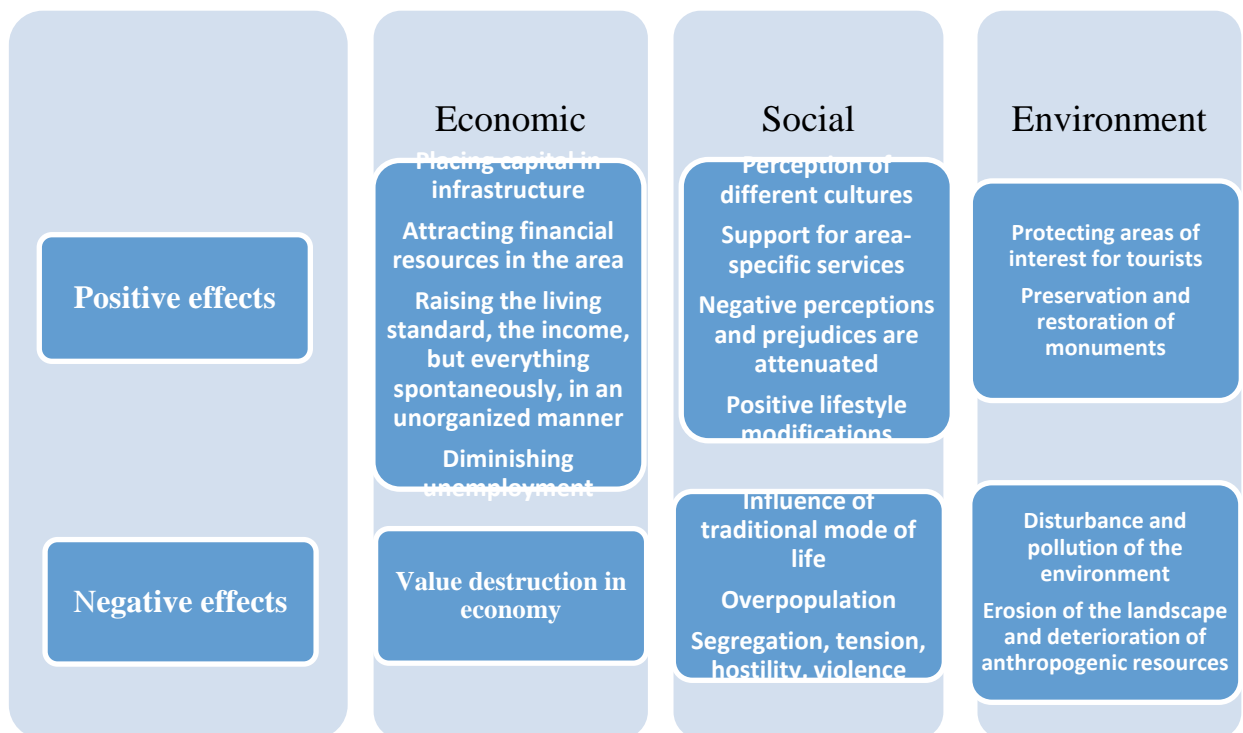 Economic
Social
Environment
Positive effects
Placing capital in
infrastructure
Attracting financial
resources in the area
Raising the living
standard, the income,
but everything
spontaneously, in an
unorganized manner
Diminishing
unemployment
Perception of
different cultures
Support for area-
specific services
Negative perceptions
and prejudices are
attenuated
Positive lifestyle
modifications
Protecting areas of
interest for tourists
Preservation and
restoration of
monuments
Negative effects
Value destruction in
economy
Influence of
traditional mode of
life
Overpopulation
Segregation, tension,
hostility, violence
Disturbance and
pollution of the
environment
Erosion of the landscape
and deterioration of
anthropogenic resources